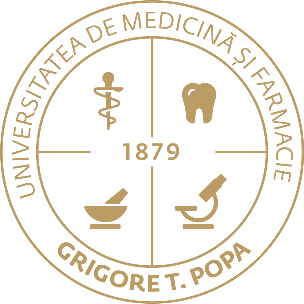 UNIVERSITATEA DE MEDICINĂ ȘI FARMACIE
1879
GRIGORE T. POPA